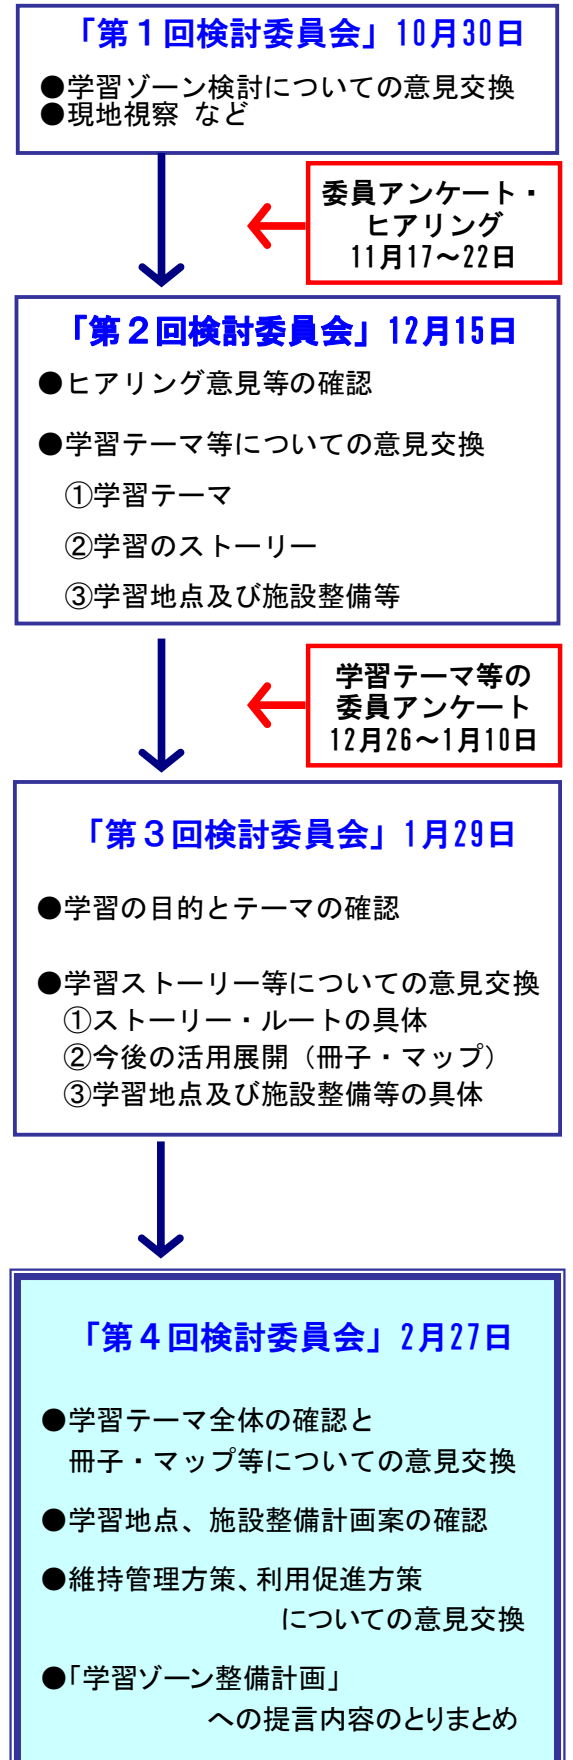 「第１回検討委員会」10月30日
●学習ゾーン検討についての意見交換
●現地視察 など
委員アンケート・
ヒアリング
11月17～22日
「第２回検討委員会」12月15日
●ヒアリング意見等の確認
●学習テーマ等についての意見交換
①学習テーマ
②学習のストーリー
③学習地点及び施設整備等
学習テーマ等の
委員アンケート
12月26～1月10日
「第３回検討委員会」1月29日
●学習の目的とテーマの確認
●学習ストーリー等についての意見交換
①ストーリー・ルートの具体
②今後の活用展開（冊子・マップ）
③学習地点及び施設整備等の具体
「第４回検討委員会」2月27日
●学習テーマ全体の確認と
冊子・マップ等についての意見交換
●学習地点、施設整備計画案の確認
●維持管理方策、利用促進方策
についての意見交換
●「学習ゾーン整備計画」
への提言内容のとりまとめ